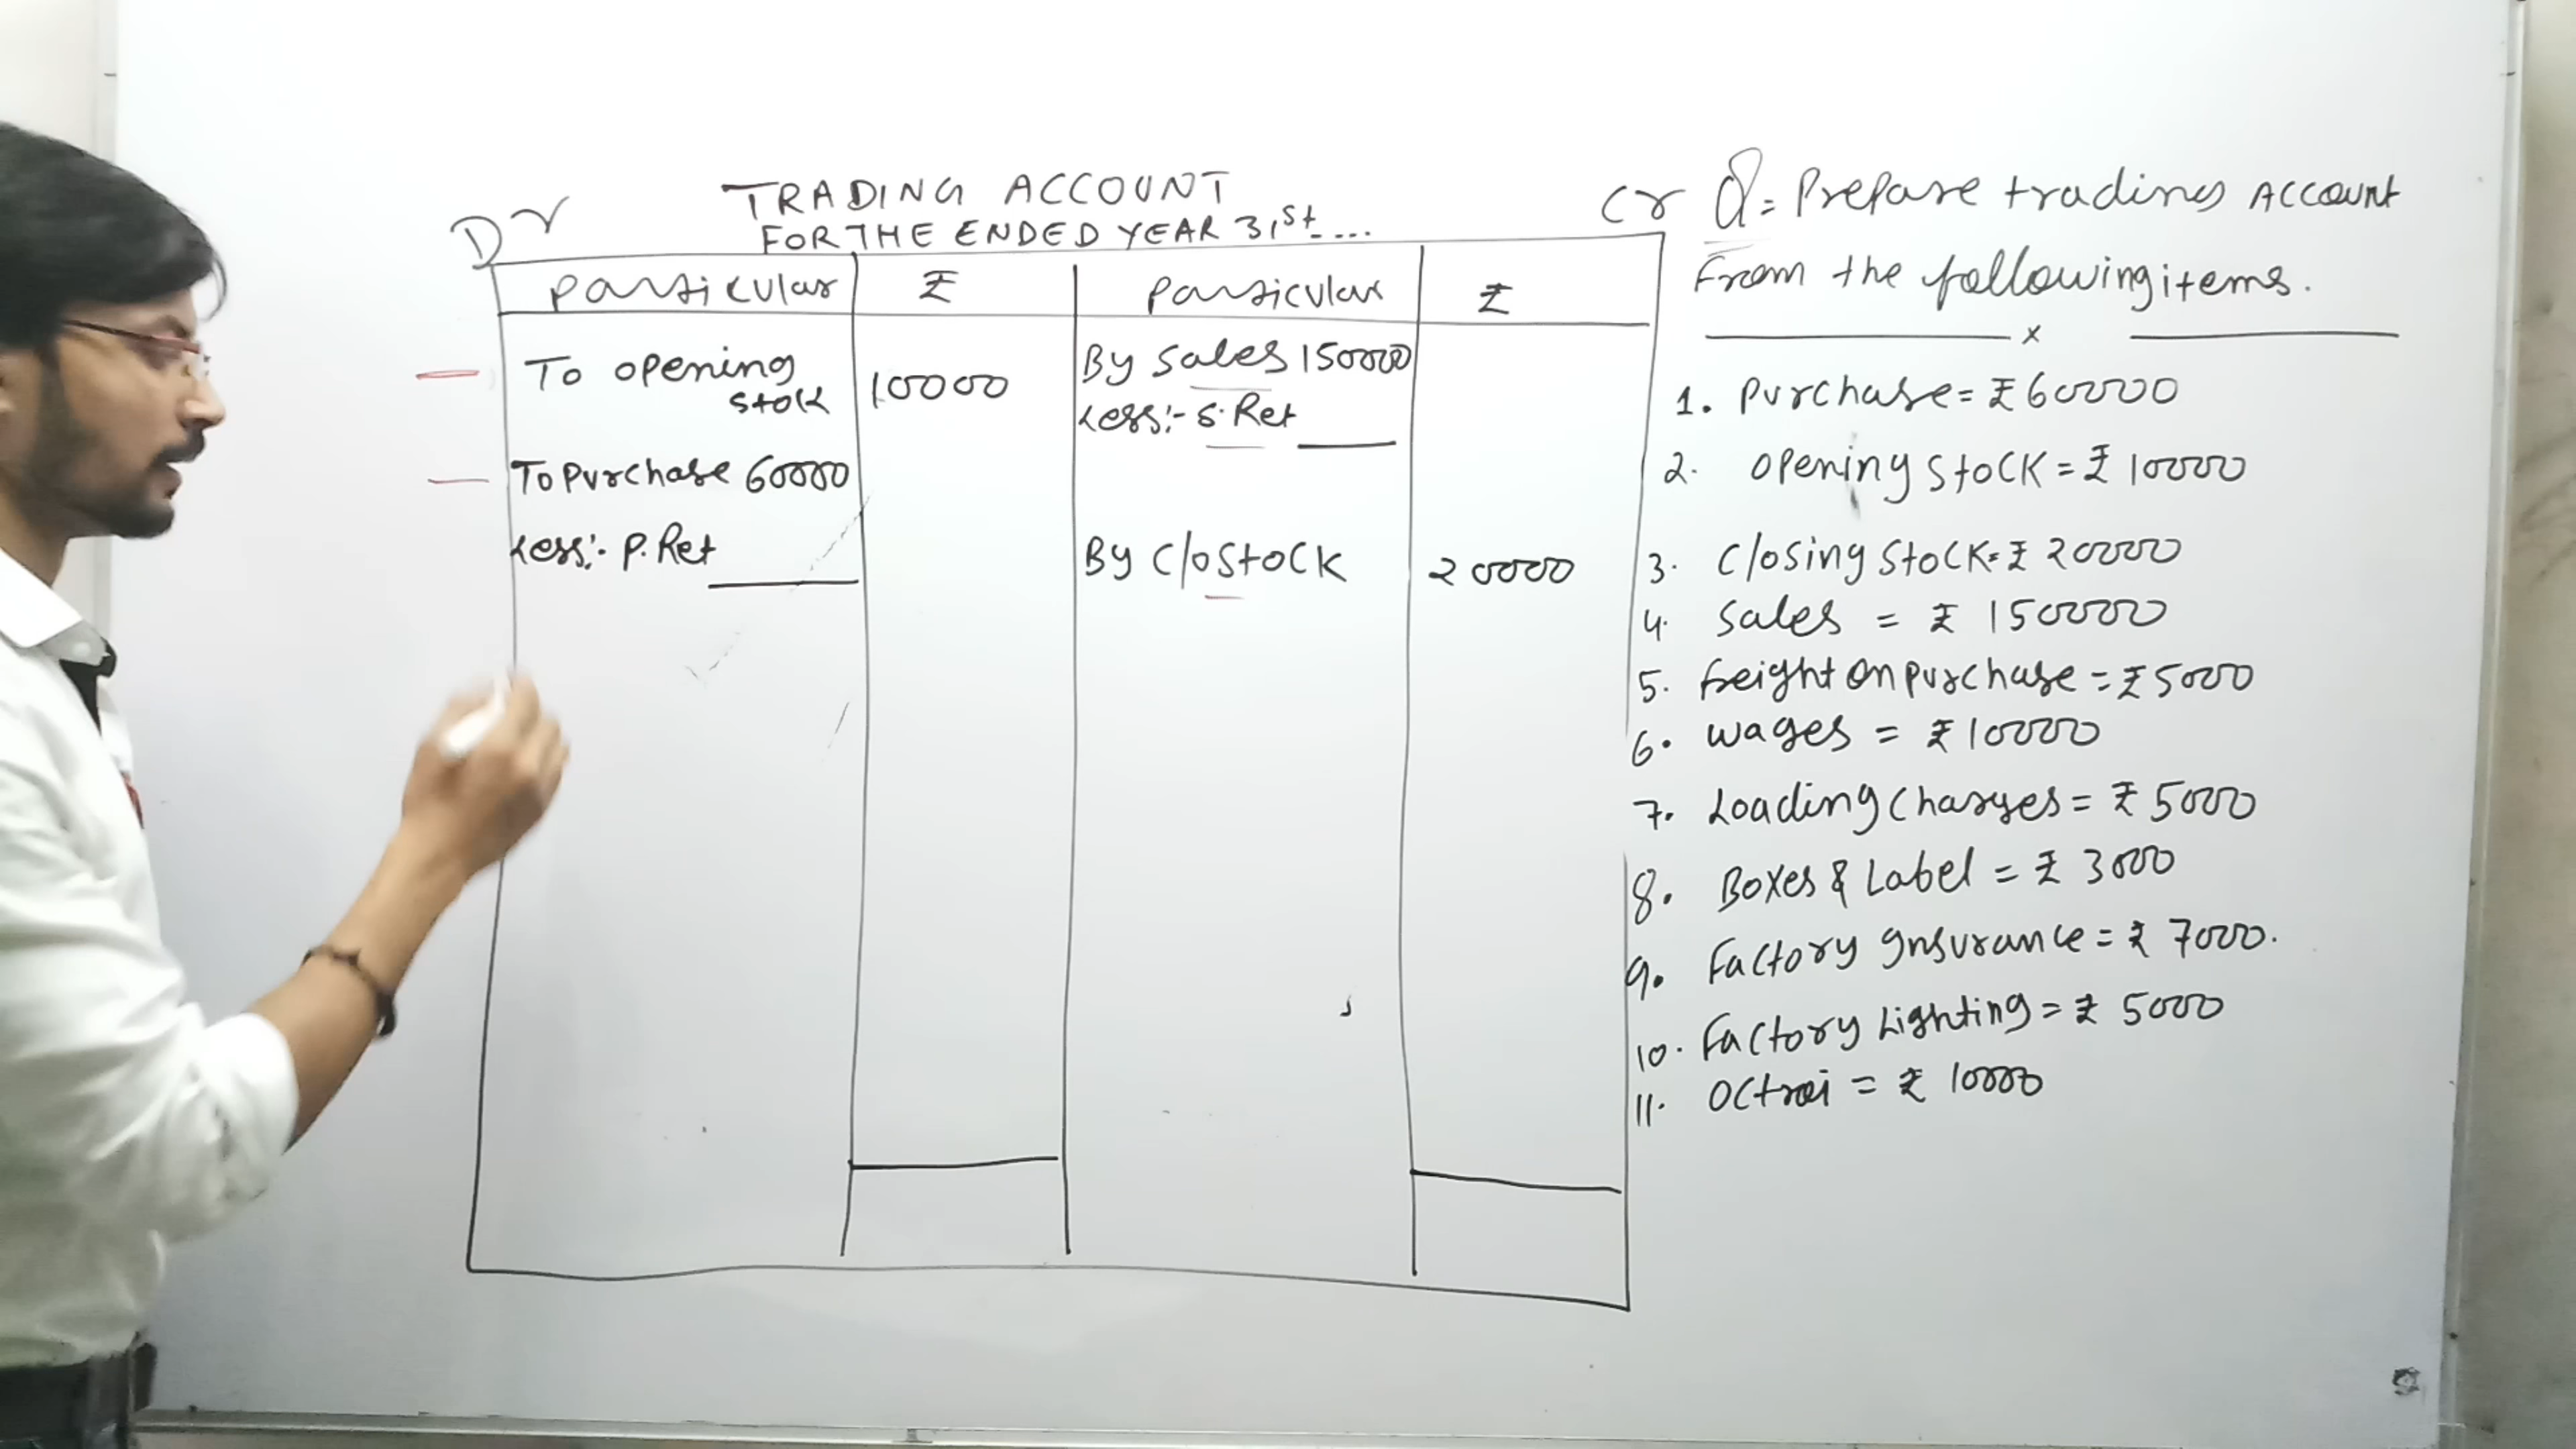 TRADING ACCOUNT
FOR THE ENDED YEAR 31st....
Dr
Cr
Particular ₹ Particular ₹
To opening
stock 10000
To Purchase 60000
Less:- P. Ret
By Sales 150000
Less:- S. Ret
By Clo Stock 20000
Q= Prepare trading Account
From the following items.
x
1. Purchase = ₹ 60000
2. Opening Stock = ₹ 10000
3. Closing Stock = ₹ 20000
4. Sales = ₹ 150000
5. freight on purchase = ₹ 5000
6. wages = ₹ 10000
7. Loading Charges = ₹ 5000
8. Boxes & Label = ₹ 3000
9. Factory Insurance = ₹ 7000.
10. Factory Lighting = ₹ 5000
11. Octroi = ₹ 10000